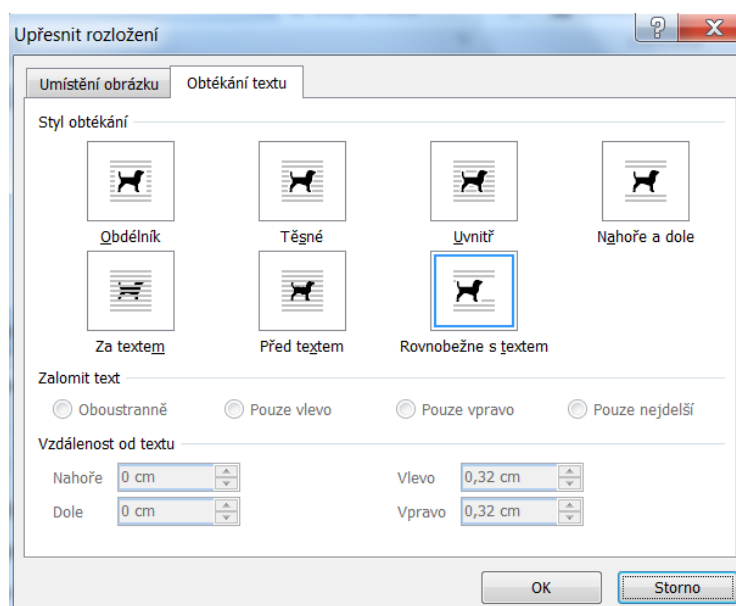 Upřesnit rozložení
?
X
Umístění obrázku
Obtékání textu
Styl obtékání
Obdélník Těsné Uvnitř Nahoře a dole
Za textem Před textem Rovnobežne s textem
Zalomit text
Oboustranně Pouze vlevo Pouze vpravo Pouze nejdelší
Vzdálenost od textu
Nahoře 0 cm Vlevo 0,32 cm
Dole 0 cm Vpravo 0,32 cm
OK Storno